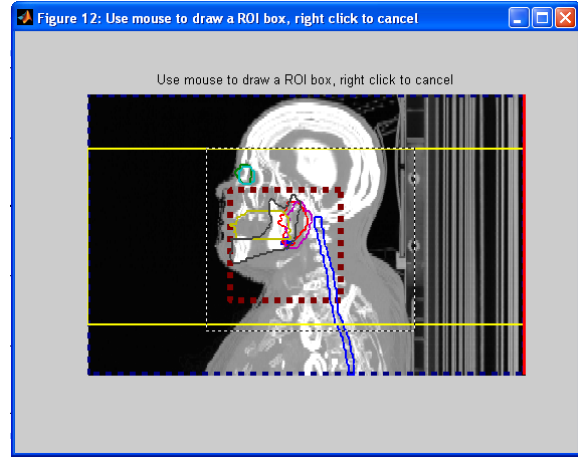 Figure 12: Use mouse to draw a ROI box, right click to cancel
Use mouse to draw a ROI box, right click to cancel